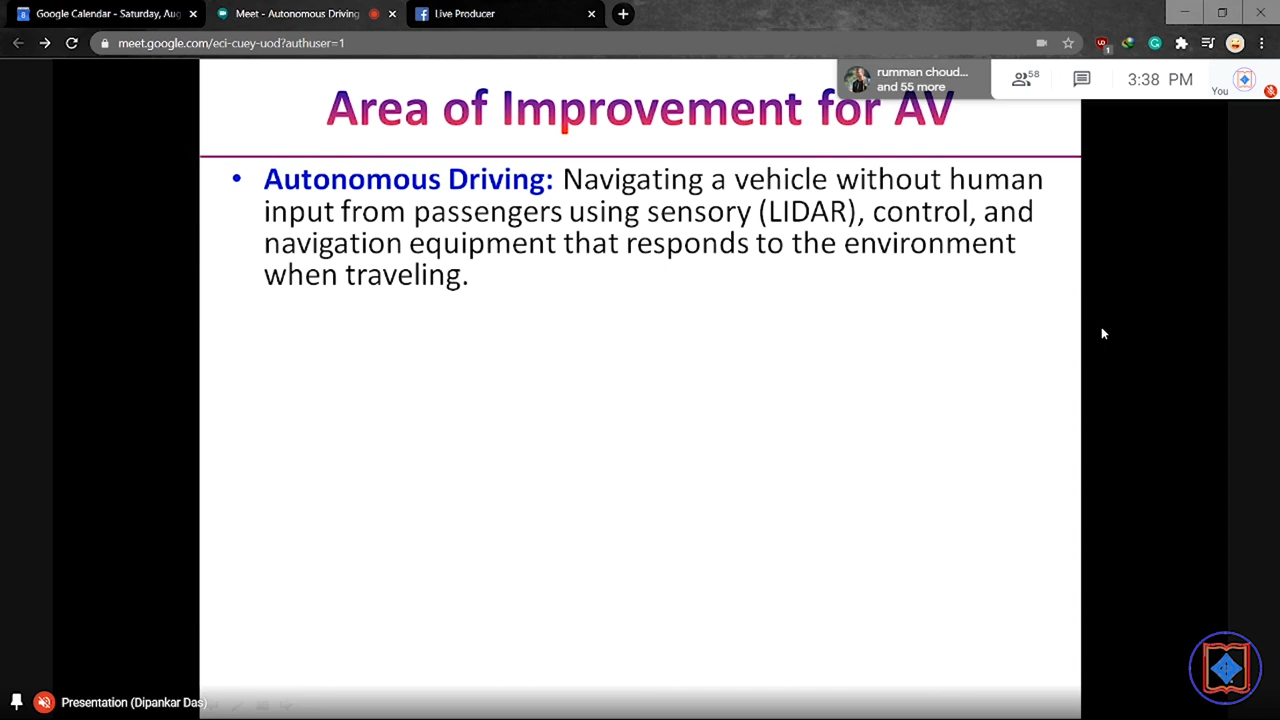 Google Calendar - Saturday, Aug
Meet - Autonomous Driving
Live Producer
meet.google.com/eci-cuey-uod?authuser=1
rumman choud...
and 55 more
58
3:38 PM
You
Area of Improvement for AV
• Autonomous Driving: Navigating a vehicle without human
input from passengers using sensory (LIDAR), control, and
navigation equipment that responds to the environment
when traveling.
Presentation (Dipankar Das)